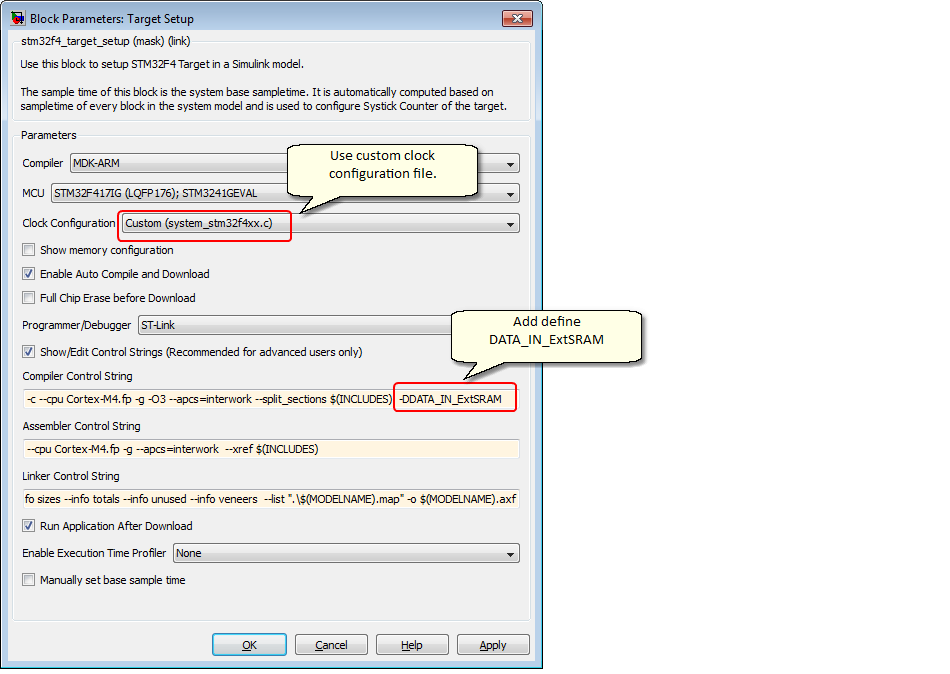 Block Parameters: Target Setup
stm32f4_target_setup (mask) (link)
Use this block to setup STM32F4 Target in a Simulink model.
The sample time of this block is the system base sampletime. It is automatically computed based on
sampletime of every block in the system model and is used to configure Systick Counter of the target.
Parameters
Compiler MDK-ARM
Use custom clock
configuration file.
MCU STM32F417IG (LQFP176); STM3241GEVAL
Clock Configuration Custom (system_stm32f4xx.c)
Show memory configuration
Enable Auto Compile and Download
Full Chip Erase before Download
Programmer/Debugger ST-Link
Add define
DATA_IN_ExtSRAM
Show/Edit Control Strings (Recommended for advanced users only)
Compiler Control String
-c --cpu Cortex-M4.fp -g -O3 --apcs=interwork --split_sections $(INCLUDES) -DDATA_IN_ExtSRAM
Assembler Control String
--cpu Cortex-M4.fp -g --apcs=interwork --xref $(INCLUDES)
Linker Control String
fo sizes --info totals --info unused --info veneers --list ".\$(MODELNAME).map" -o $(MODELNAME).axf
Run Application After Download
Enable Execution Time Profiler None
Manually set base sample time
OK Cancel Help Apply